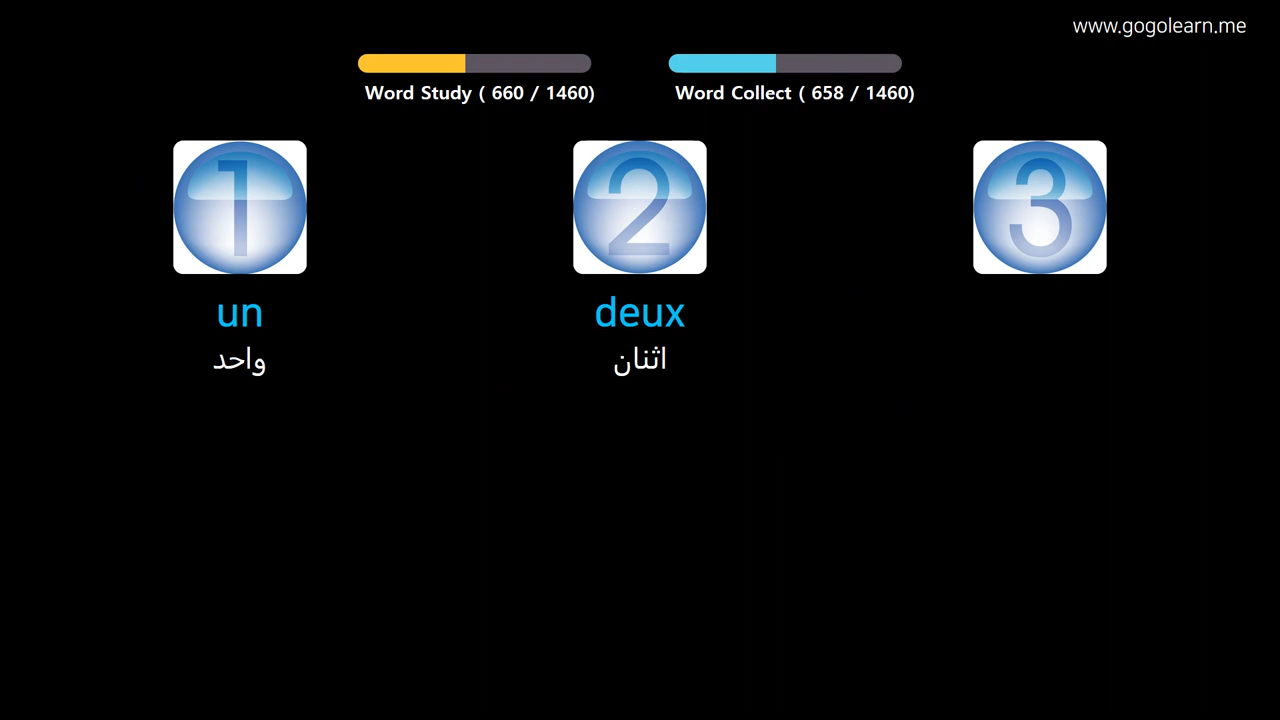 www.gogolearn.me
Word Study ( 660 / 1460)
Word Collect ( 658 / 1460)
1
2
3
un
deux
واحد
اثنان